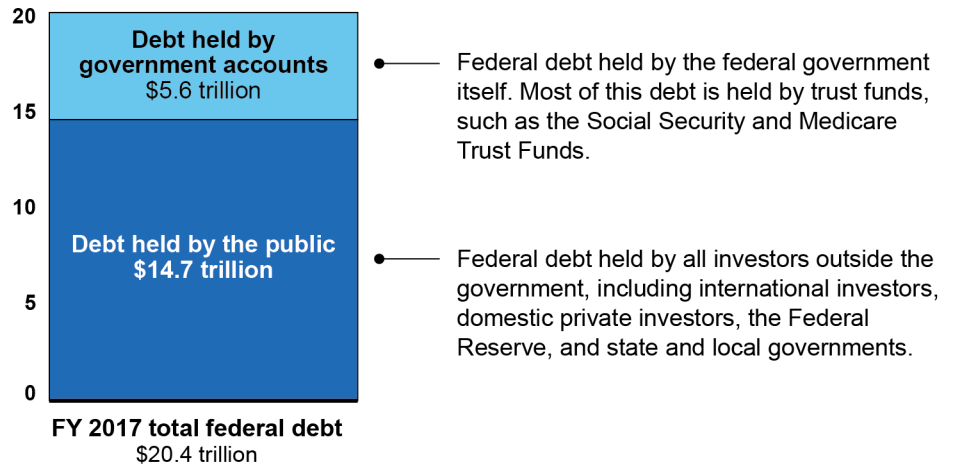 20
15
10
5
0
Debt held by
government accounts
$5.6 trillion
Debt held by the public
$14.7 trillion
FY 2017 total federal debt
$20.4 trillion
Federal debt held by the federal government
itself. Most of this debt is held by trust funds,
such as the Social Security and Medicare
Trust Funds.
Federal debt held by all investors outside the
government, including international investors,
domestic private investors, the Federal
Reserve, and state and local governments.